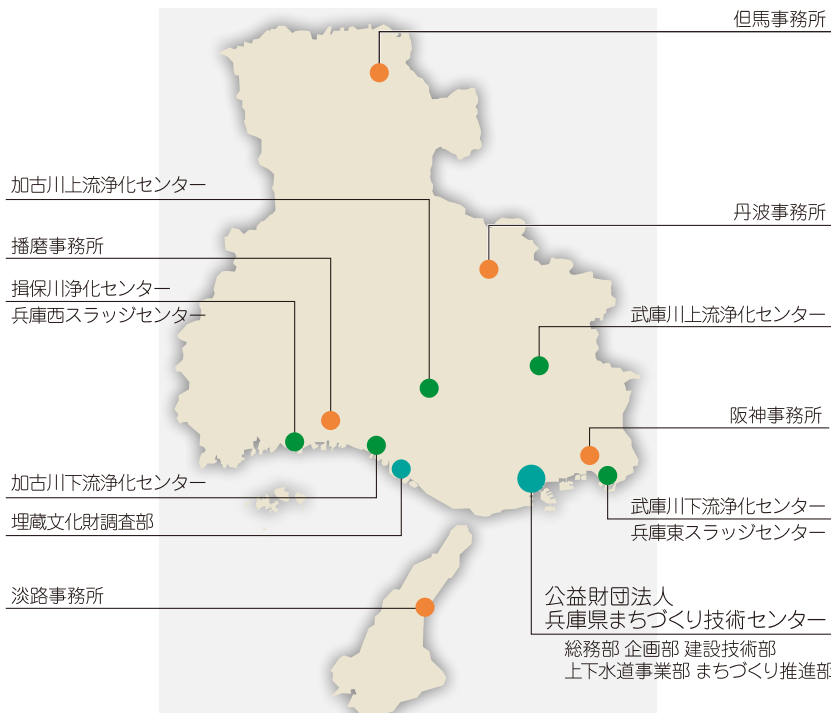 但馬事務所
加古川上流浄化センター
丹波事務所
播磨事務所
揖保川浄化センター
兵庫西スラッジセンター
武庫川上流浄化センター
阪神事務所
加古川下流浄化センター
武庫川下流浄化センター
兵庫東スラッジセンター
埋蔵文化財調査部
淡路事務所
公益財団法人
兵庫県まちづくり技術センター
総務部 企画部 建設技術部
上下水道事業部 まちづくり推進部